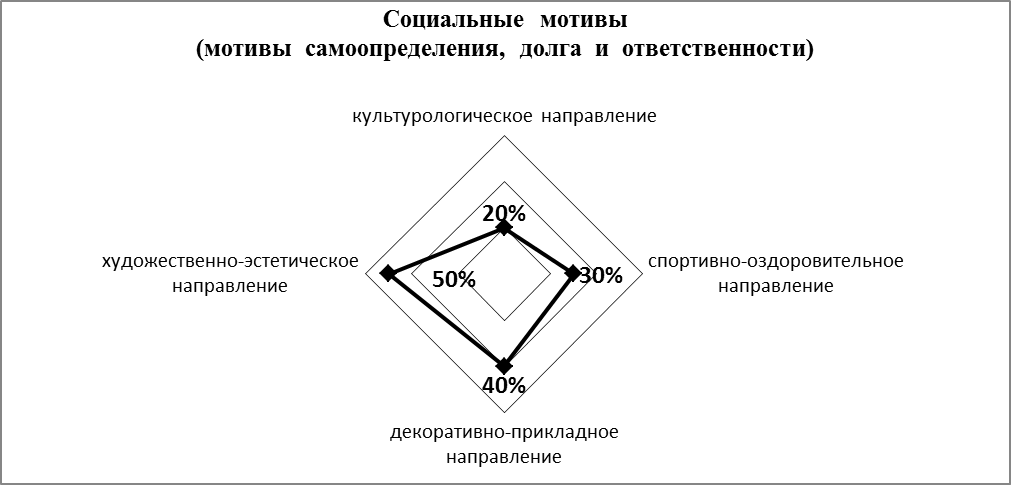 Социальные мотивы
(мотивы самоопределения, долга и ответственности)
культурологическое направление
20%
художественно-эстетическое
направление
50%
30%
спортивно-оздоровительное
направление
40%
декоративно-прикладное
направление